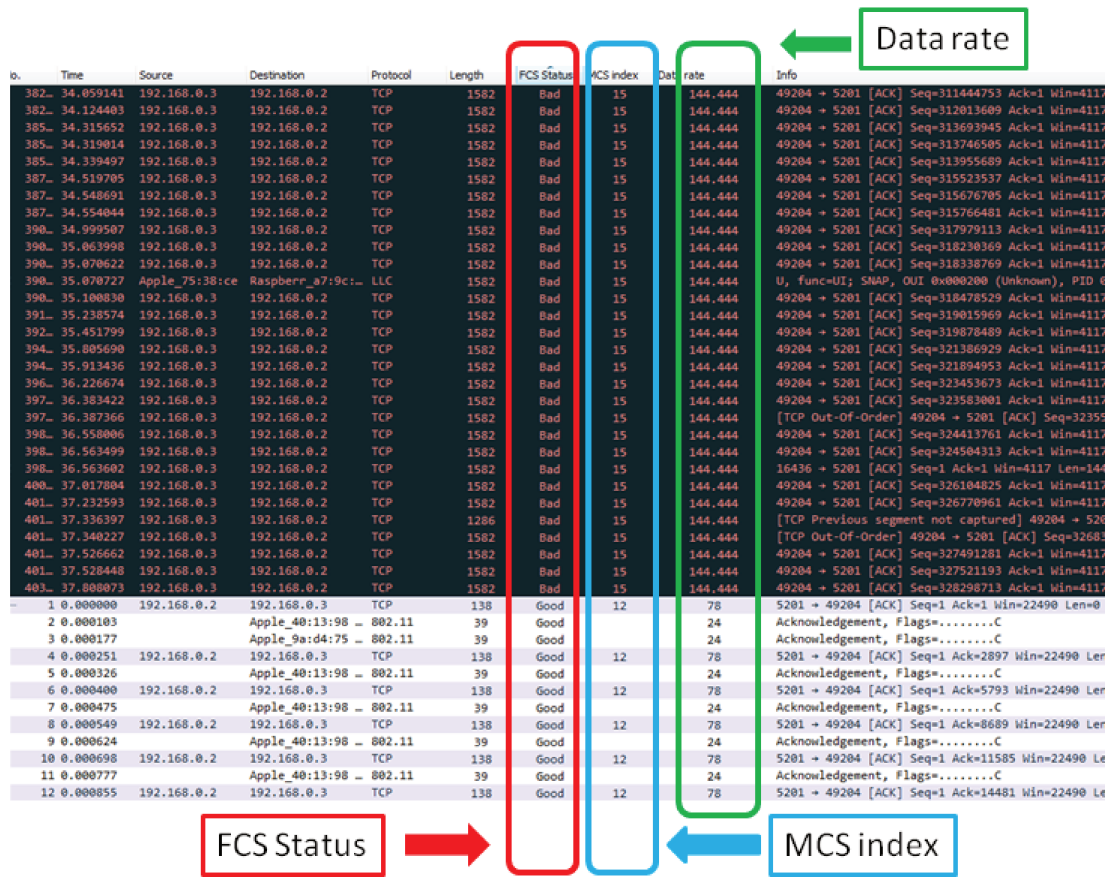 Data rate
io. Time Source Destination Protocol Length FCS Status MCS index Data rate Info
382… 34.059141 192.168.0.3 192.168.0.2 TCP 1582 Bad 15 144.444 49204 → 5201 [ACK] Seq=311444753 Ack=1 Win=4117
382… 34.124403 192.168.0.3 192.168.0.2 TCP 1582 Bad 15 144.444 49204 → 5201 [ACK] Seq=312013609 Ack=1 Win=4117
385… 34.315652 192.168.0.3 192.168.0.2 TCP 1582 Bad 15 144.444 49204 → 5201 [ACK] Seq=313693945 Ack=1 Win=4117
385… 34.319014 192.168.0.3 192.168.0.2 TCP 1582 Bad 15 144.444 49204 → 5201 [ACK] Seq=313746505 Ack=1 Win=4117
385… 34.339497 192.168.0.3 192.168.0.2 TCP 1582 Bad 15 144.444 49204 → 5201 [ACK] Seq=313955689 Ack=1 Win=4117
387… 34.519705 192.168.0.3 192.168.0.2 TCP 1582 Bad 15 144.444 49204 → 5201 [ACK] Seq=315523537 Ack=1 Win=4117
387… 34.548691 192.168.0.3 192.168.0.2 TCP 1582 Bad 15 144.444 49204 → 5201 [ACK] Seq=315676705 Ack=1 Win=4117
387… 34.554044 192.168.0.3 192.168.0.2 TCP 1582 Bad 15 144.444 49204 → 5201 [ACK] Seq=315766481 Ack=1 Win=4117
390… 34.999507 192.168.0.3 192.168.0.2 TCP 1582 Bad 15 144.444 49204 → 5201 [ACK] Seq=317979113 Ack=1 Win=4117
390… 35.063998 192.168.0.3 192.168.0.2 TCP 1582 Bad 15 144.444 49204 → 5201 [ACK] Seq=318230369 Ack=1 Win=4117
390… 35.070622 192.168.0.3 192.168.0.2 TCP 1582 Bad 15 144.444 49204 → 5201 [ACK] Seq=318338769 Ack=1 Win=4117
390… 35.070727 Apple_75:38:ce Raspberr_a7:9c:… LLC 1582 Bad 15 144.444 U, func=UI; SNAP, OUI 0x000200 (Unknown), PID 0
390… 35.100830 192.168.0.3 192.168.0.2 TCP 1582 Bad 15 144.444 49204 → 5201 [ACK] Seq=318478529 Ack=1 Win=4117
391… 35.238574 192.168.0.3 192.168.0.2 TCP 1582 Bad 15 144.444 49204 → 5201 [ACK] Seq=319015969 Ack=1 Win=4117
392… 35.451799 192.168.0.3 192.168.0.2 TCP 1582 Bad 15 144.444 49204 → 5201 [ACK] Seq=319878489 Ack=1 Win=4117
394… 35.805690 192.168.0.3 192.168.0.2 TCP 1582 Bad 15 144.444 49204 → 5201 [ACK] Seq=321386929 Ack=1 Win=4117
394… 35.913436 192.168.0.3 192.168.0.2 TCP 1582 Bad 15 144.444 49204 → 5201 [ACK] Seq=321894953 Ack=1 Win=4117
396… 36.226674 192.168.0.3 192.168.0.2 TCP 1582 Bad 15 144.444 49204 → 5201 [ACK] Seq=323453673 Ack=1 Win=4117
397… 36.383422 192.168.0.3 192.168.0.2 TCP 1582 Bad 15 144.444 49204 → 5201 [ACK] Seq=323583001 Ack=1 Win=4117
397… 36.387366 192.168.0.3 192.168.0.2 TCP 1582 Bad 15 144.444 [TCP Out-Of-Order] 49204 → 5201 [ACK] Seq=32355
398… 36.558006 192.168.0.3 192.168.0.2 TCP 1582 Bad 15 144.444 49204 → 5201 [ACK] Seq=324413761 Ack=1 Win=4117
398… 36.563499 192.168.0.3 192.168.0.2 TCP 1582 Bad 15 144.444 49204 → 5201 [ACK] Seq=324504313 Ack=1 Win=4117
398… 36.563602 192.168.0.3 192.168.0.2 TCP 1582 Bad 15 144.444 16436 → 5201 [ACK] Seq=1 Ack=1 Win=4117 Len=144
400… 37.017804 192.168.0.3 192.168.0.2 TCP 1582 Bad 15 144.444 49204 → 5201 [ACK] Seq=326104825 Ack=1 Win=4117
401… 37.232593 192.168.0.3 192.168.0.2 TCP 1582 Bad 15 144.444 49204 → 5201 [ACK] Seq=326770961 Ack=1 Win=4117
401… 37.336397 192.168.0.3 192.168.0.2 TCP 1286 Bad 15 144.444 [TCP Previous segment not captured] 49204 → 520
401… 37.340227 192.168.0.3 192.168.0.2 TCP 1582 Bad 15 144.444 [TCP Out-Of-Order] 49204 → 5201 [ACK] Seq=32683
401… 37.526662 192.168.0.3 192.168.0.2 TCP 1582 Bad 15 144.444 49204 → 5201 [ACK] Seq=327491281 Ack=1 Win=4117
401… 37.528448 192.168.0.3 192.168.0.2 TCP 1582 Bad 15 144.444 49204 → 5201 [ACK] Seq=327521193 Ack=1 Win=4117
403… 37.808073 192.168.0.3 192.168.0.2 TCP 1582 Bad 15 144.444 49204 → 5201 [ACK] Seq=328298713 Ack=1 Win=4117
1 0.000000 192.168.0.2 192.168.0.3 TCP 138 Good 12 78 5201 → 49204 [ACK] Seq=1 Ack=1 Win=22490 Len=0
2 0.000103 Apple_40:13:98 … 802.11 39 Good 24 Acknowledgement, Flags=........C
3 0.000177 Apple_9a:d4:75 … 802.11 39 Good 24 Acknowledgement, Flags=........C
4 0.000251 192.168.0.2 192.168.0.3 TCP 138 Good 12 78 5201 → 49204 [ACK] Seq=1 Ack=2897 Win=22490 Len
5 0.000326 Apple_40:13:98 … 802.11 39 Good 24 Acknowledgement, Flags=........C
6 0.000400 192.168.0.2 192.168.0.3 TCP 138 Good 12 78 5201 → 49204 [ACK] Seq=1 Ack=5793 Win=22490 Len
7 0.000475 Apple_40:13:98 … 802.11 39 Good 24 Acknowledgement, Flags=........C
8 0.000549 192.168.0.2 192.168.0.3 TCP 138 Good 12 78 5201 → 49204 [ACK] Seq=1 Ack=8689 Win=22490 Len
9 0.000624 Apple_40:13:98 … 802.11 39 Good 24 Acknowledgement, Flags=........C
10 0.000698 192.168.0.2 192.168.0.3 TCP 138 Good 12 78 5201 → 49204 [ACK] Seq=1 Ack=11585 Win=22490 Le
11 0.000777 Apple_40:13:98 … 802.11 39 Good 24 Acknowledgement, Flags=........C
12 0.000855 192.168.0.2 192.168.0.3 TCP 138 Good 12 78 5201 → 49204 [ACK] Seq=1 Ack=14481 Win=22490 Le
FCS Status MCS index